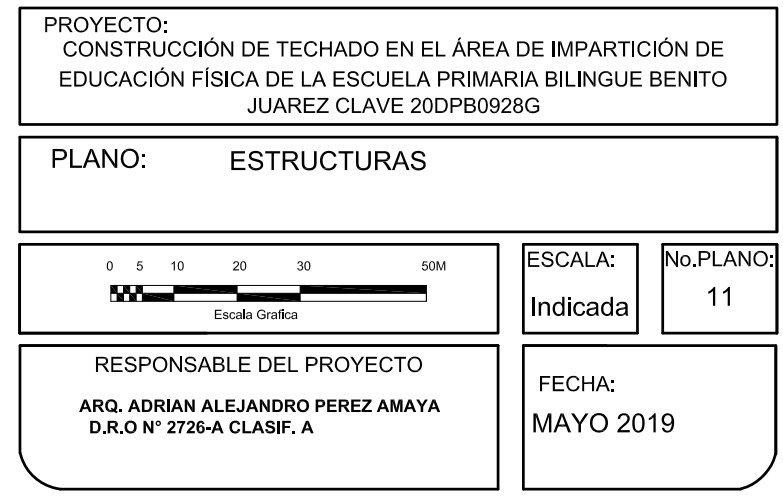 PROYECTO:
CONSTRUCCIÓN DE TECHADO EN EL ÁREA DE IMPARTICIÓN DE
EDUCACIÓN FÍSICA DE LA ESCUELA PRIMARIA BILINGUE BENITO
JUAREZ CLAVE 20DPB0928G
PLANO: ESTRUCTURAS
0 5 10 20 30 50M
Escala Grafica
ESCALA:
Indicada
No.PLANO:
11
RESPONSABLE DEL PROYECTO
ARQ. ADRIAN ALEJANDRO PEREZ AMAYA
D.R.O N° 2726-A CLASIF. A
FECHA:
MAYO 2019